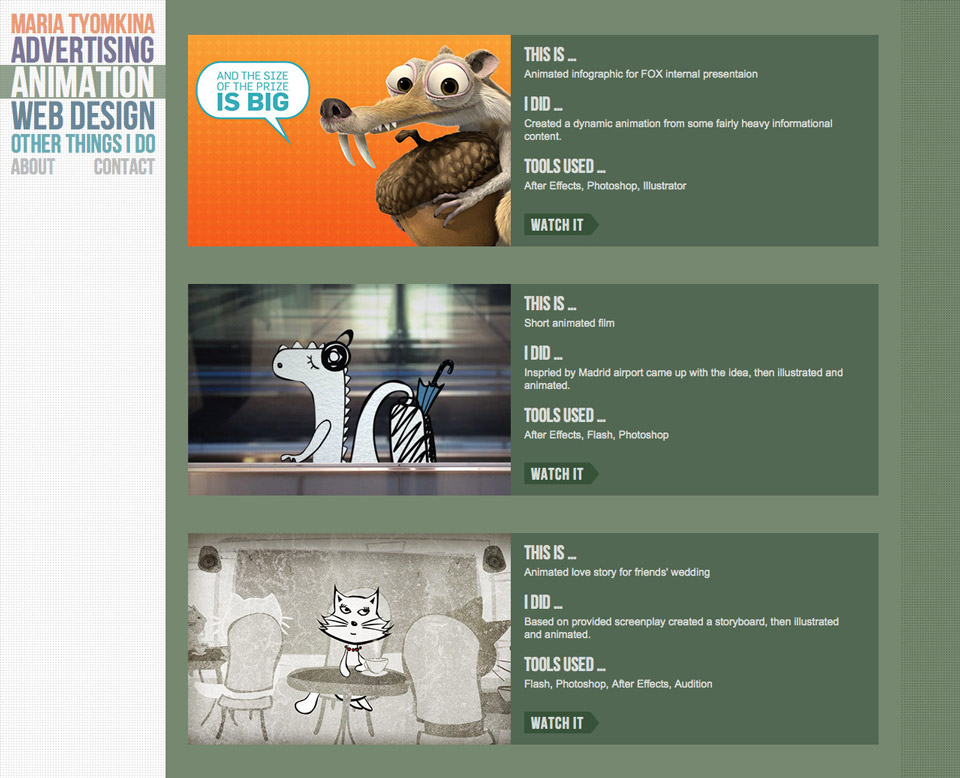 MARIA TYOMKINA
ADVERTISING
ANIMATION
WEB DESIGN
OTHER THINGS I DO
ABOUT CONTACT
AND THE SIZE
OF THE PRIZE
IS BIG
THIS IS ...
Animated infographic for FOX internal presentaion
I DID ...
Created a dynamic animation from some fairly heavy informational
content.
TOOLS USED ...
After Effects, Photoshop, Illustrator
WATCH IT
THIS IS ...
Short animated film
I DID ...
Inspried by Madrid airport came up with the idea, then illustrated and
animated.
TOOLS USED ...
After Effects, Flash, Photoshop
WATCH IT
THIS IS ...
Animated love story for friends' wedding
I DID ...
Based on provided screenplay created a storyboard, then illustrated
and animated.
TOOLS USED ...
Flash, Photoshop, After Effects, Audition
WATCH IT